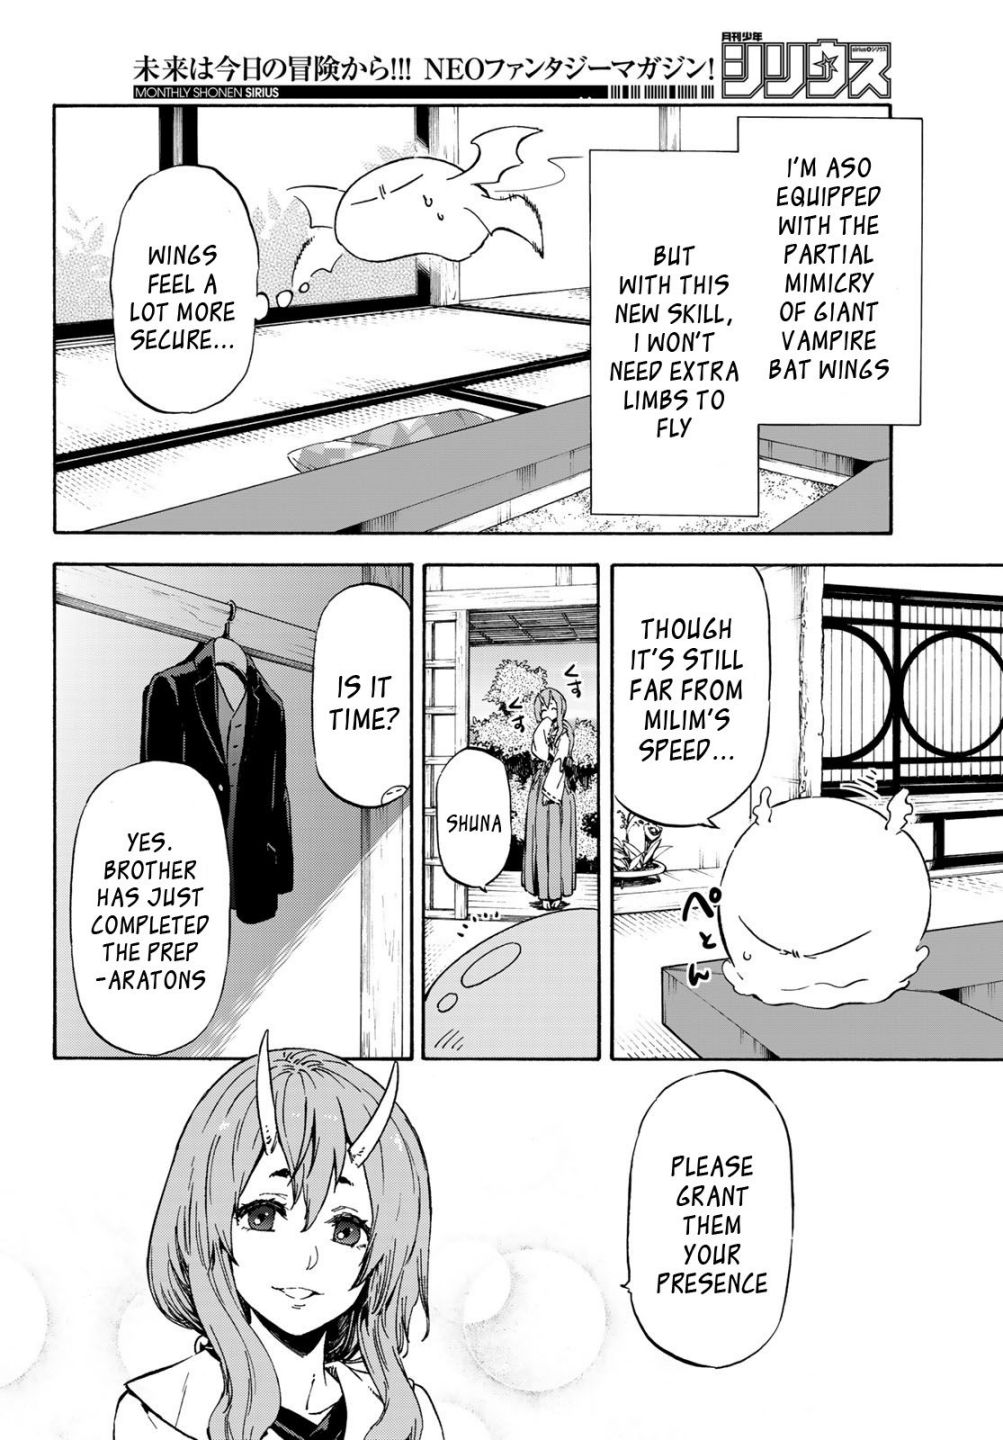 未来は今日の冒険から!!! NEOファンタジーマガジン!
MONTHLY SHONEN SIRIUS
月刊少年
シリウス
I'M ASO
EQUIPPED
WITH THE
PARTIAL
MIMICRY
OF GIANT
VAMPIRE
BAT WINGS
BUT
WITH THIS
NEW SKILL,
I WON'T
NEED EXTRA
LIMBS TO
FLY
WINGS
FEEL A
LOT MORE
SECURE...
THOUGH
IT'S STILL
FAR FROM
MILIM'S
SPEED...
ぺとん
くす
くす
SHUNA
IS IT
TIME?
YES.
BROTHER
HAS JUST
COMPLETED
THE PREP
-ARATONS
PLEASE
GRANT
THEM
YOUR
PRESENCE